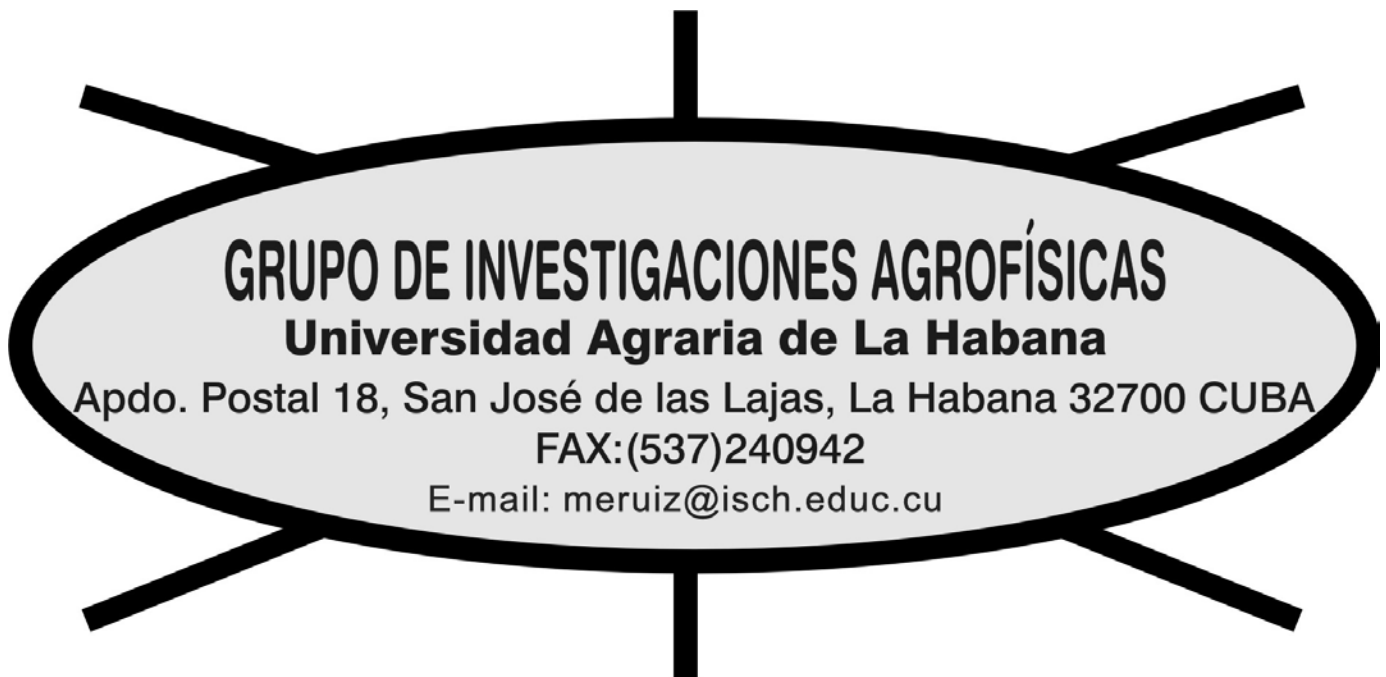 GRUPO DE INVESTIGACIONES AGROFÍSICAS
Universidad Agraria de La Habana
Apdo. Postal 18, San José de las Lajas, La Habana 32700 CUBA
FAX:(537)240942
E-mail: meruiz@isch.educ.cu